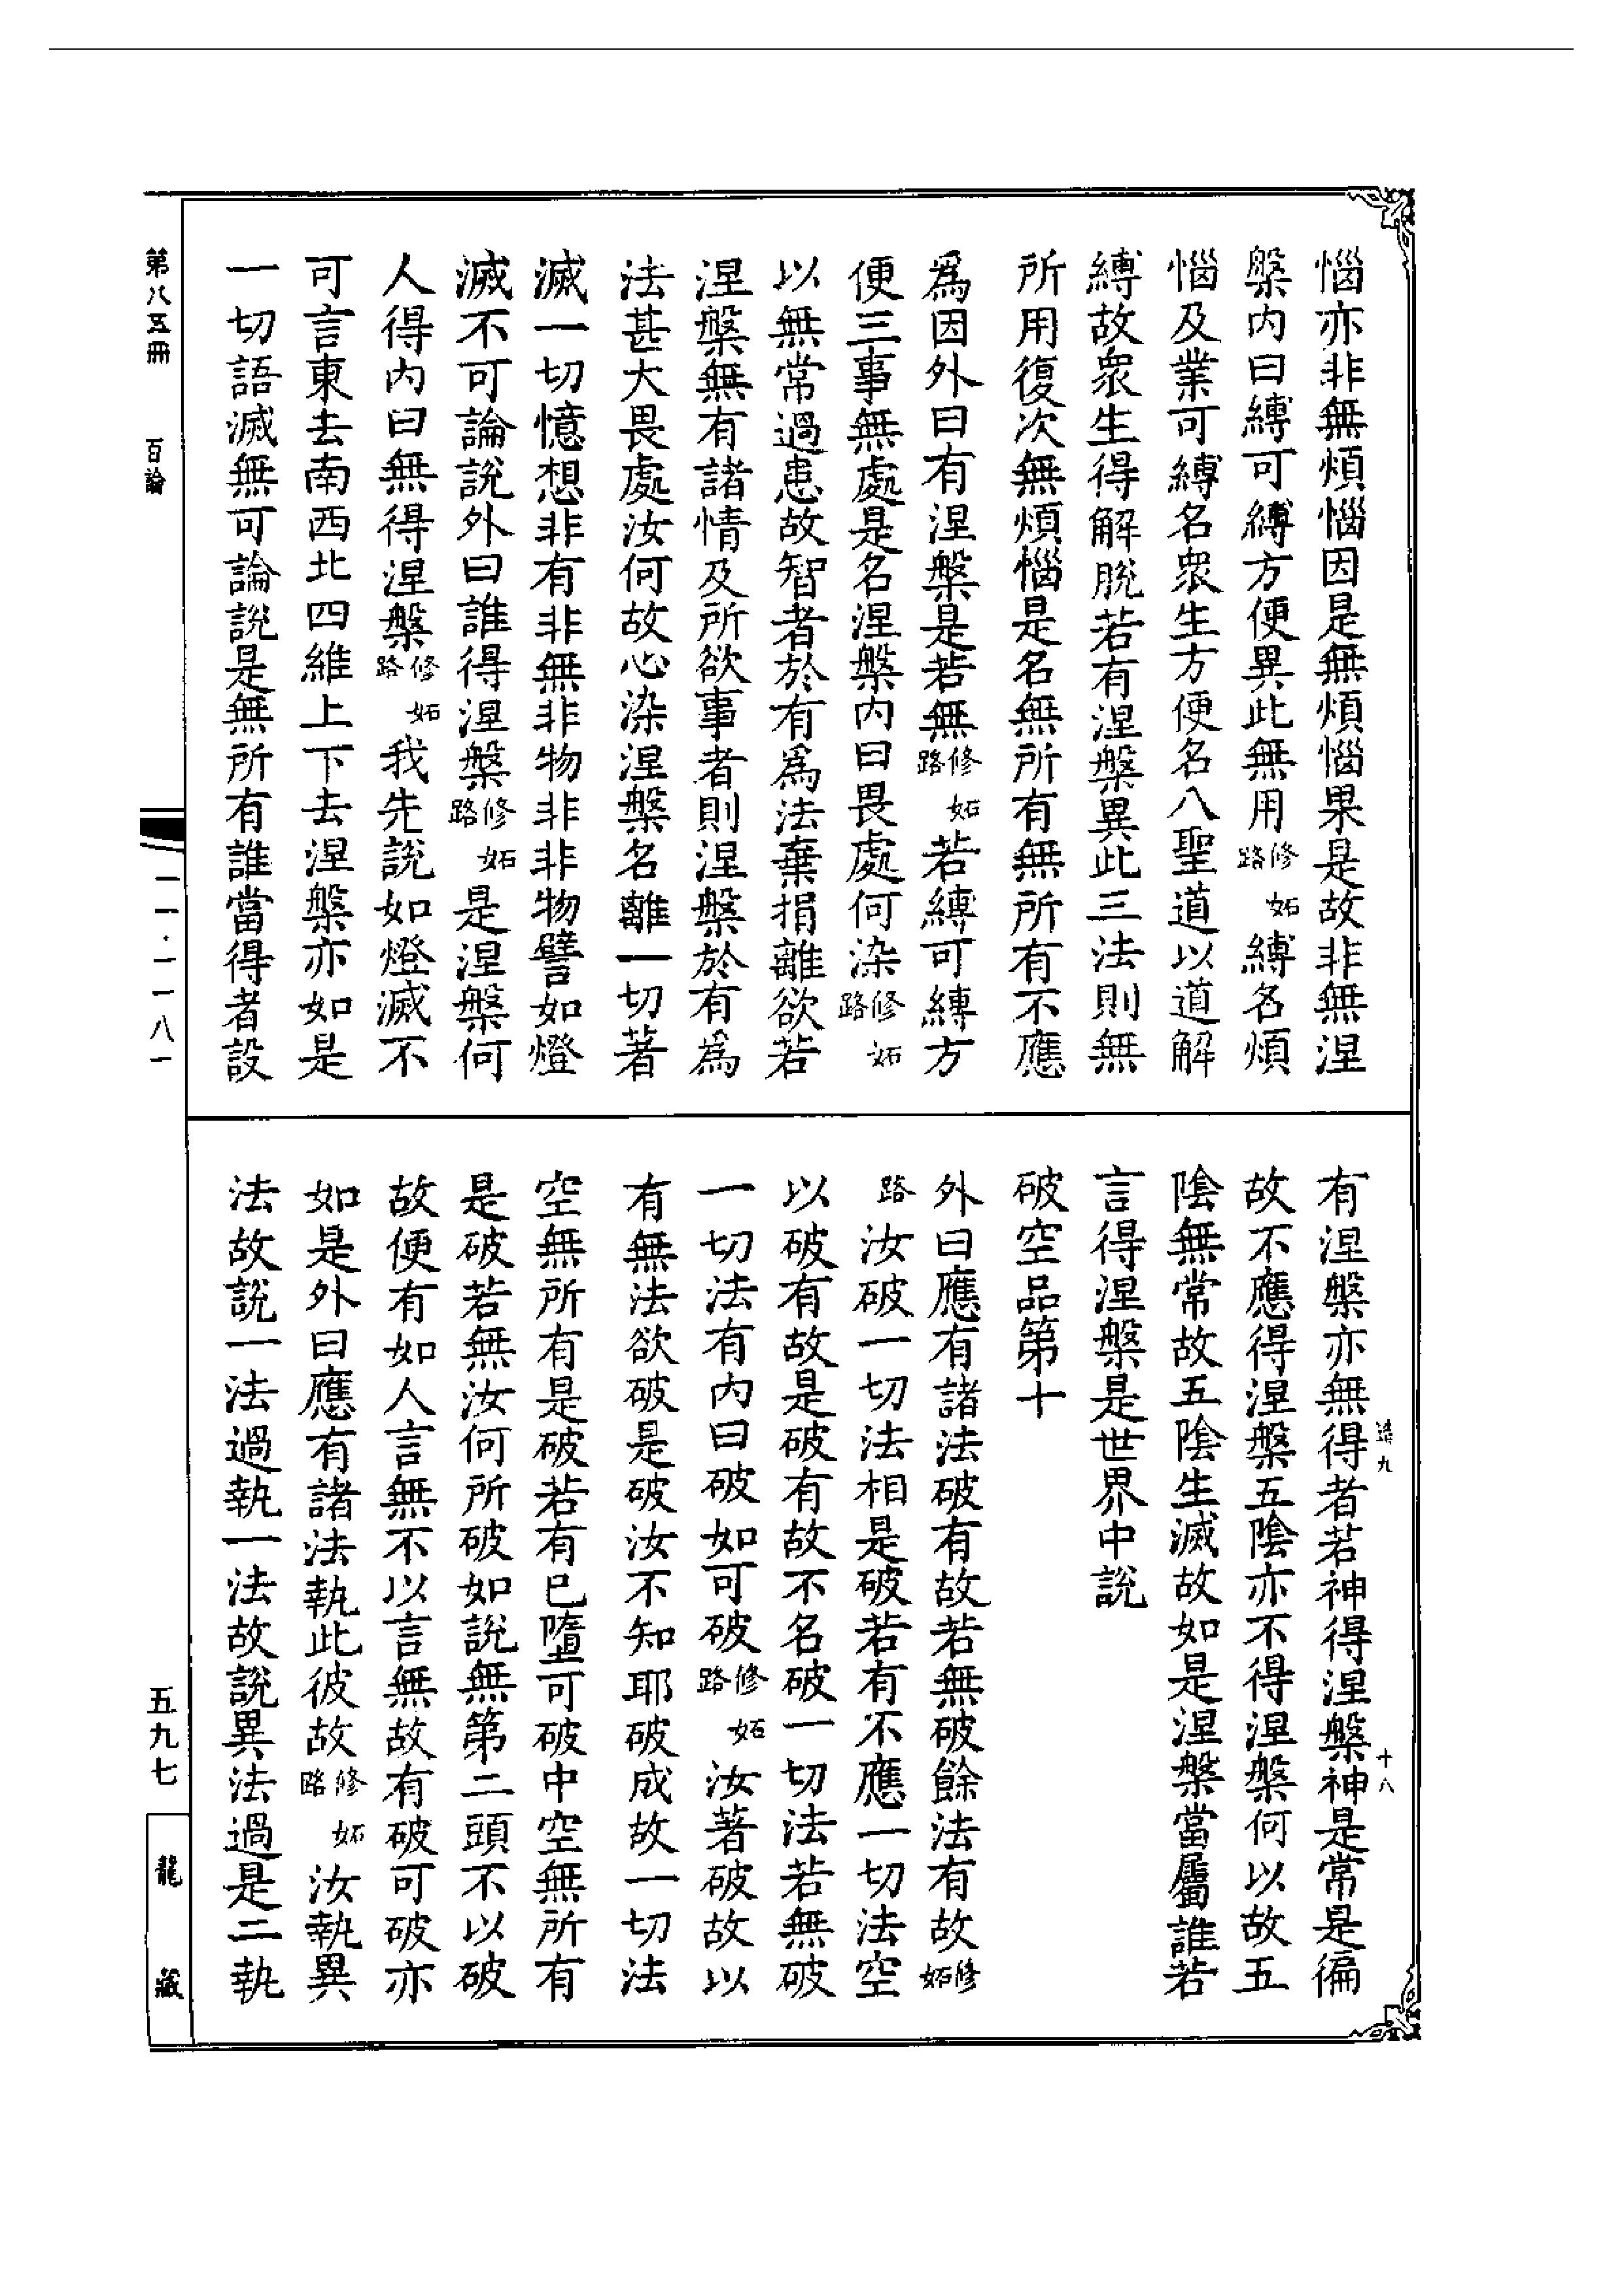 惱亦非無煩惱因是無煩惱果是故非無涅
槃内曰縛可縛方便異此無用修妬路縛名煩
惱及業可縛名衆生方便名八聖道以道解
縛故衆生得解脱若有涅槃異此三法則無
所用復次無煩惱是名無所有無所有不應
爲因外曰有涅槃是若無修妬路若縛可縛方
便三事無處是名涅槃内曰畏處何染修妬路
以無常過患故智者於有爲法棄捐離欲若
涅槃無有諸情及所欲事者則涅槃於有爲
法甚大畏處汝何故心染涅槃名離一切著
滅一切憶想非有非無非物非非物譬如燈
滅不可論説外曰誰得涅槃修妬路是涅槃何
人得内曰無得涅槃修妬路我先説如燈滅不
可言東去南西北四維上下去涅槃亦如是
一切語滅無可論説是無所有誰當得者設
有涅槃亦無得者若神得涅槃神是常是徧
故不應得涅槃五陰亦不得涅槃何以故五
陰無常故五陰生滅故如是涅槃當屬誰若
言得涅槃是世界中説
破空品第十
外曰應有諸法破有故若無破餘法有故修妬
路汝破一切法相是破若有不應一切法空
以破有故是破有故不名破一切法若無破
一切法有内曰破如可破修妬路汝著破故以
有無法欲破是破汝不知耶破成故一切法
空無所有是破若有已墮可破中空無所有
是破若無汝何所破如説無第二頭不以破
故便有如人言無不以言無故有破可破亦
如是外曰應有諸法執此彼故修妬路汝執異
法故説一法過執一法故説異法過是二執
九
十八
第八五冊
百論
一一·一一八一
五九七
龍藏